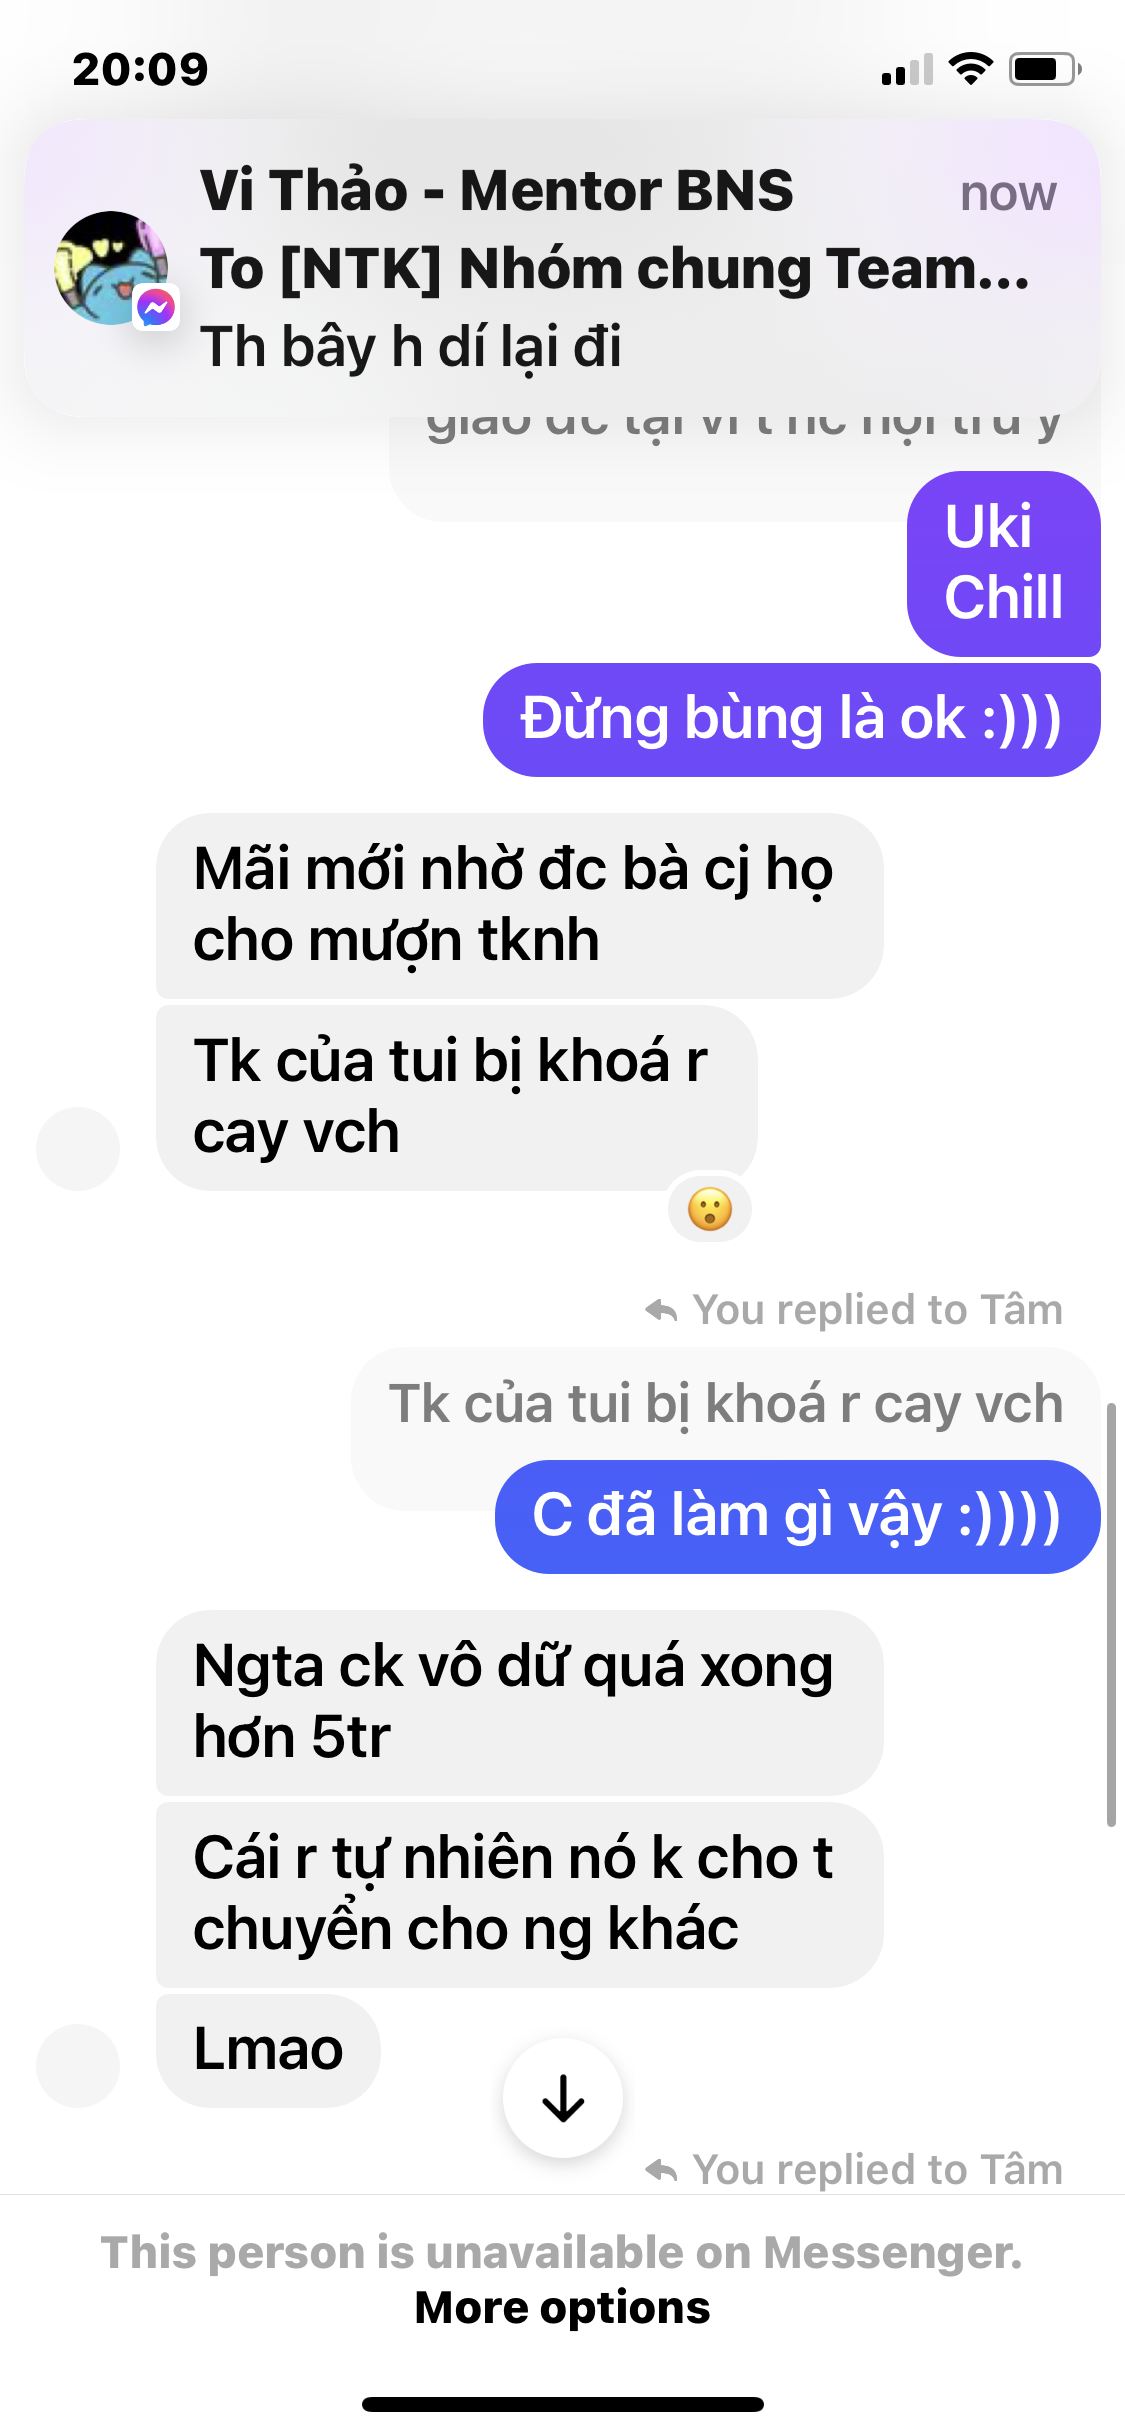 20:09
Vi Thảo - Mentor BNS
now
To [NTK] Nhóm chung Team...
Th bây h dí lại đi
Uki
Chill
Đừng bùng là ok :)))
Mãi mới nhờ đc bà cj họ
cho mượn tknh
Tk của tui bị khoá r
cay vch
You replied to Tâm
Tk của tui bị khoá r cay vch
C đã làm gì vậy :))))
Ngta ck vô dữ quá xong
hơn 5tr
Cái r tự nhiên nó k cho t
chuyển cho ng khác
Lmao
You replied to Tâm
This person is unavailable on Messenger.
More options